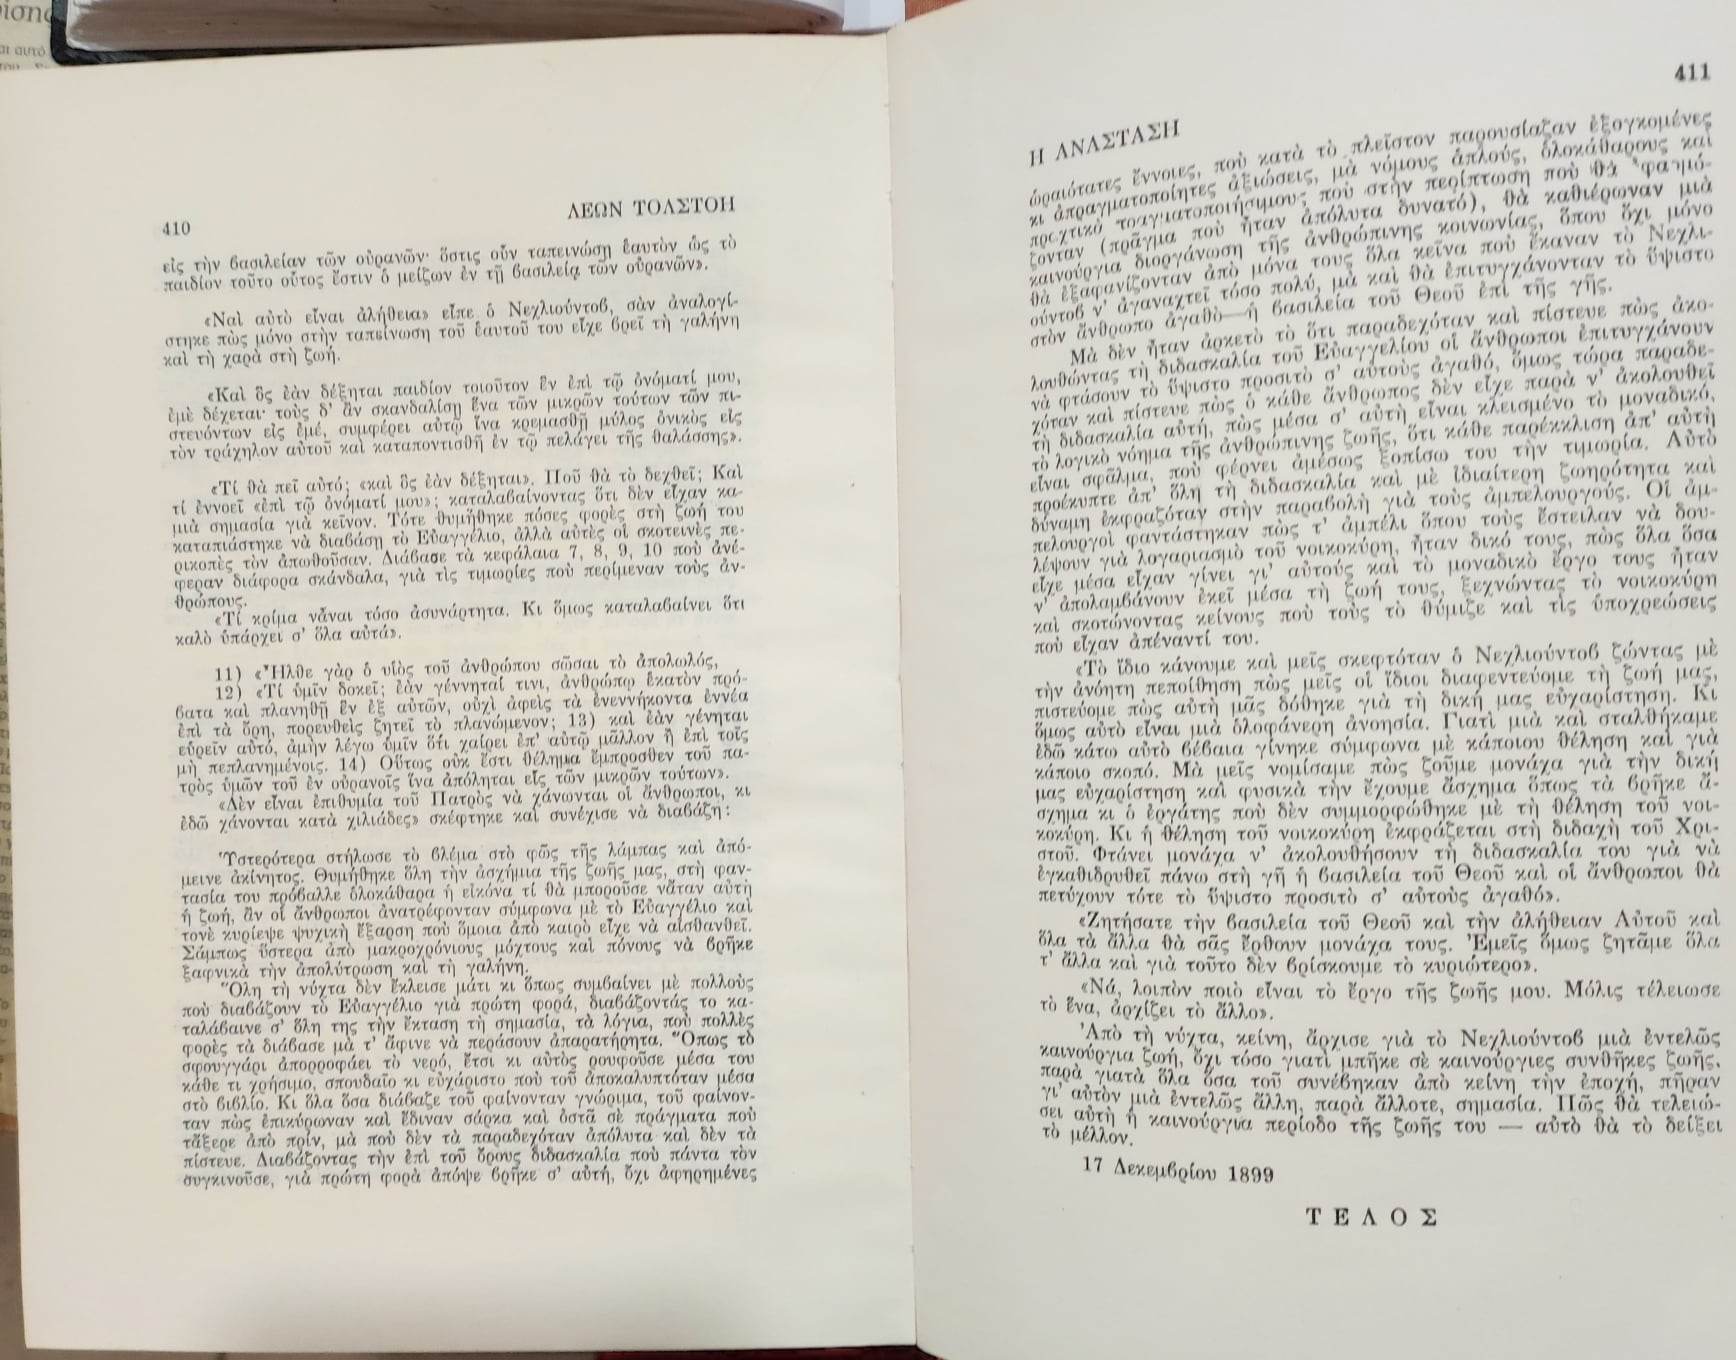 410
ΛΕΩΝ ΤΟΛΣΤΟΗ
εἰς τὴν βασιλείαν τῶν οὐρανῶν· ὅστις οὖν ταπεινώσῃ ἑαυτὸν ὡς τὸ
παιδίον τοῦτο οὗτος ἔστιν ὁ μείζων ἐν τῇ βασιλείᾳ τῶν οὐρανῶν».
«Ναὶ αὐτὸ εἶναι ἀλήθεια» εἶπε ὁ Νεχλιούντοβ, σὰν ἀναλογί-
στηκε πὼς μόνο στὴν ταπείνωση τοῦ ἑαυτοῦ του εἶχε βρεῖ τὴ γαλήνη
καὶ τὴ χαρὰ στὴ ζωή.
«Καὶ ὃς ἐὰν δέξηται παιδίον τοιοῦτον ἓν ἐπὶ τῷ ὀνόματί μου,
ἐμὲ δέχεται· τοὺς δ' ἂν σκανδαλίσῃ ἕνα τῶν μικρῶν τούτων τῶν πι-
στευόντων εἰς ἐμέ, συμφέρει αὐτῷ ἵνα κρεμασθῇ μύλος ὀνικὸς εἰς
τὸν τράχηλον αὐτοῦ καὶ καταποντισθῇ ἐν τῷ πελάγει τῆς θαλάσσης».
«Τί θὰ πεῖ αὐτό; «καὶ ὃς ἐὰν δέξηται». Ποῦ θὰ τὸ δεχθεῖ; Καὶ
τί ἐννοεῖ «ἐπὶ τῷ ὀνόματί μου»; καταλαβαίνοντας ὅτι δὲν εἶχαν κα-
μιὰ σημασία γιὰ κεῖνον. Τότε θυμήθηκε πόσες φορὲς στὴ ζωή του
καταπιάστηκε νὰ διαβάση τὸ Εὐαγγέλιο, ἀλλὰ αὐτὲς οἱ σκοτεινὲς πε-
ρικοπὲς τὸν ἀπωθοῦσαν. Διάβασε τὰ κεφάλαια 7, 8, 9, 10 ποὺ ἀνέ-
φεραν διάφορα σκάνδαλα, γιὰ τὶς τιμωρίες ποὺ περίμεναν τοὺς ἀν-
θρώπους.
«Τί κρίμα νἆναι τόσο ἀσυνάρτητα. Κι ὅμως καταλαβαίνει ὅτι
καλὸ ὑπάρχει σ' ὅλα αὐτά».
11) «Ἦλθε γὰρ ὁ υἱὸς τοῦ ἀνθρώπου σῶσαι τὸ ἀπολωλός,
12) «Τί ὑμῖν δοκεῖ; ἐὰν γέννηταί τινι, ἀνθρώπῳ ἑκατὸν πρό-
βατα καὶ πλανηθῇ ἓν ἐξ αὐτῶν, οὐχὶ ἀφεὶς τὰ ἐνεννήκοντα ἐννέα
ἐπὶ τὰ ὄρη, πορευθεὶς ζητεῖ τὸ πλανώμενον; 13) καὶ ἐὰν γένηται
εὑρεῖν αὐτό, ἀμὴν λέγω ὑμῖν ὅτι χαίρει ἐπ' αὐτῷ μᾶλλον ἢ ἐπὶ τοῖς
μὴ πεπλανημένοις. 14) Οὕτως οὐκ ἔστι θέλημα ἔμπροσθεν τοῦ πα-
τρὸς ὑμῶν τοῦ ἐν οὐρανοῖς ἵνα ἀπόληται εἷς τῶν μικρῶν τούτων».
«Δὲν εἶναι ἐπιθυμία τοῦ Πατρὸς νὰ χάνωνται οἱ ἄνθρωποι, κι
ἐδῶ χάνονται κατὰ χιλιάδες» σκέφτηκε καὶ συνέχισε νὰ διαβάζη:
Ὑστερότερα στήλωσε τὸ βλέμα στὸ φῶς τῆς λάμπας καὶ ἀπό-
μεινε ἀκίνητος. Θυμήθηκε ὅλη τὴν ἀσχήμια τῆς ζωῆς μας, στὴ φαν-
τασία του πρόβαλλε ὁλοκάθαρα ἡ εἰκόνα τί θὰ μποροῦσε νἄταν αὐτὴ
ἡ ζωή, ἂν οἱ ἄνθρωποι ἀνατρέφονταν σύμφωνα μὲ τὸ Εὐαγγέλιο καὶ
τονὲ κυρίεψε ψυχικὴ ἔξαρση ποὺ ὅμοια ἀπὸ καιρὸ εἶχε νὰ αἰσθανθεῖ.
Σάμπως ὕστερα ἀπὸ μακροχρόνιους μόχτους καὶ πόνους νὰ βρῆκε
ξαφνικὰ τὴν ἀπολύτρωση καὶ τὴ γαλήνη.
Ὅλη τὴ νύχτα δὲν ἔκλεισε μάτι κι ὅπως συμβαίνει μὲ πολλοὺς
ποὺ διαβάζουν τὸ Εὐαγγέλιο γιὰ πρώτη φορά, διαβάζοντάς το κα-
ταλάβαινε σ' ὅλη της τὴν ἔκταση τὴ σημασία, τὰ λόγια, ποὺ πολλὲς
φορὲς τὰ διάβασε μὰ τ' ἄφινε νὰ περάσουν ἀπαρατήρητα. Ὅπως τὸ
σφουγγάρι ἀπορροφάει τὸ νερό, ἔτσι κι αὐτὸς ρουφοῦσε μέσα του
κάθε τι χρήσιμο, σπουδαῖο κι εὐχάριστο ποὺ τοῦ ἀποκαλυπτόταν μέσα
στὸ βιβλίο. Κι ὅλα ὅσα διάβαζε τοῦ φαίνονταν γνώριμα, τοῦ φαίνον-
ταν πὼς ἐπικύρωναν καὶ ἔδιναν σάρκα καὶ ὀστᾶ σὲ πράγματα ποὺ
τἄξερε ἀπὸ πρίν, μὰ ποὺ δὲν τὰ παραδεχόταν ἀπόλυτα καὶ δὲν τὰ
πίστευε. Διαβάζοντας τὴν ἐπὶ τοῦ ὄρους διδασκαλία ποὺ πάντα τὸν
συγκινοῦσε, γιὰ πρώτη φορὰ ἀπόψε βρῆκε σ' αὐτή, ὄχι ἀφηρημένες
411
Η ΑΝΑΣΤΑΣΗ
ὡραιότατες ἔννοιες, ποὺ κατὰ τὸ πλεῖστον παρουσίαζαν ἐξογκομένες
κι ἀπραγματοποίητες ἀξιώσεις, μὰ νόμους ἁπλούς, ὁλοκάθαρους καὶ
πρακτικὸ πραγματοποιήσιμους ποὺ στὴν περίπτωση ποὺ θὰ φαρμό-
ζονταν (πρᾶγμα ποὺ ἦταν ἀπόλυτα δυνατό), θὰ καθιέρωναν μιὰ
καινούργια διοργάνωση τῆς ἀνθρώπινης κοινωνίας, ὅπου ὄχι μόνο
θὰ ἐξαφανίζονταν ἀπὸ μόνα τους ὅλα κεῖνα ποὺ ἔκαναν τὸ Νεχλι-
ούντοβ ν' ἀγαναχτεῖ τόσο πολύ, μὰ καὶ θὰ ἐπιτυγχάνονταν τὸ ὕψιστο
στὸν ἄνθρωπο ἀγαθὸ—ἡ βασιλεία τοῦ Θεοῦ ἐπὶ τῆς γῆς.
Μὰ δὲν ἦταν ἀρκετὸ τὸ ὅτι παραδεχόταν καὶ πίστευε πὼς ἀκο-
λουθώντας τὴ διδασκαλία τοῦ Εὐαγγελίου οἱ ἄνθρωποι ἐπιτυγχάνουν
νὰ φτάσουν τὸ ὕψιστο προσιτὸ σ' αὐτοὺς ἀγαθό, ὅμως τώρα παραδε-
χόταν καὶ πίστευε πὼς ὁ κάθε ἄνθρωπος δὲν εἶχε παρὰ ν' ἀκολουθεῖ
τὴ διδασκαλία αὐτή, πὼς μέσα σ' αὐτὴ εἶναι κλεισμένο τὸ μοναδικό,
τὸ λογικὸ νόημα τῆς ἀνθρώπινης ζωῆς, ὅτι κάθε παρέκκλιση ἀπ' αὐτὴ
εἶναι σφᾶλμα, ποὺ φέρνει ἀμέσως ξοπίσω του τὴν τιμωρία. Αὐτὸ
προέκυπτε ἀπ' ὅλη τὴ διδασκαλία καὶ μὲ ἰδιαίτερη ζωηρότητα καὶ
δύναμη ἐκφραζόταν στὴν παραβολὴ γιὰ τοὺς ἀμπελουργούς. Οἱ ἀμ-
πελουργοὶ φαντάστηκαν πὼς τ' ἀμπέλι ὅπου τοὺς ἔστειλαν νὰ δου-
λέψουν γιὰ λογαριασμὸ τοῦ νοικοκύρη, ἦταν δικό τους, πὼς ὅλα ὅσα
εἶχε μέσα εἶχαν γίνει γι' αὐτοὺς καὶ τὸ μοναδικὸ ἔργο τους ἦταν
ν' ἀπολαμβάνουν ἐκεῖ μέσα τὴ ζωή τους, ξεχνώντας τὸ νοικοκύρη
καὶ σκοτώνοντας κείνους ποὺ τοὺς τὸ θύμιζε καὶ τὶς ὑποχρεώσεις
ποὺ εἶχαν ἀπέναντί του.
«Τὸ ἴδιο κάνουμε καὶ μεῖς σκεφτόταν ὁ Νεχλιούντοβ ζώντας μὲ
τὴν ἀνόητη πεποίθηση πὼς μεῖς οἱ ἴδιοι διαφεντεύομε τὴ ζωή μας,
πιστεύομε πὼς αὐτὴ μᾶς δόθηκε γιὰ τὴ δική μας εὐχαρίστηση. Κι
ὅμως αὐτὸ εἶναι μιὰ ὁλοφάνερη ἀνοησία. Γιατὶ μιὰ καὶ σταλθήκαμε
ἐδῶ κάτω αὐτὸ βέβαια γίνηκε σύμφωνα μὲ κάποιου θέληση καὶ γιὰ
κάποιο σκοπό. Μὰ μεῖς νομίσαμε πὼς ζοῦμε μονάχα γιὰ τὴν δική
μας εὐχαρίστηση καὶ φυσικὰ τὴν ἔχουμε ἄσχημα ὅπως τὰ βρῆκε ἄ-
σχημα κι ὁ ἐργάτης ποὺ δὲν συμμορφώθηκε μὲ τὴ θέληση τοῦ νοι-
κοκύρη. Κι ἡ θέληση τοῦ νοικοκύρη ἐκφράζεται στὴ διδαχὴ τοῦ Χρι-
στοῦ. Φτάνει μονάχα ν' ἀκολουθήσουν τὴ διδασκαλία του γιὰ νὰ
ἐγκαθιδρυθεῖ πάνω στὴ γῆ ἡ βασιλεία τοῦ Θεοῦ καὶ οἱ ἄνθρωποι θὰ
πετύχουν τότε τὸ ὕψιστο προσιτὸ σ' αὐτοὺς ἀγαθό».
«Ζητήσατε τὴν βασιλεία τοῦ Θεοῦ καὶ τὴν ἀλήθειαν Αὐτοῦ καὶ
ὅλα τὰ ἄλλα θὰ σᾶς ἔρθουν μονάχα τους. Ἐμεῖς ὅμως ζητᾶμε ὅλα
τ' ἄλλα καὶ γιὰ τοῦτο δὲν βρίσκουμε τὸ κυριώτερο».
«Νά, λοιπὸν ποιὸ εἶναι τὸ ἔργο τῆς ζωῆς μου. Μόλις τέλειωσε
τὸ ἕνα, ἀρχίζει τὸ ἄλλο».
Ἀπὸ τὴ νύχτα, κείνη, ἄρχισε γιὰ τὸ Νεχλιούντοβ μιὰ ἐντελῶς
καινούργια ζωή, ὄχι τόσο γιατὶ μπῆκε σὲ καινούργιες συνθῆκες ζωῆς,
παρὰ γιατὰ ὅλα ὅσα τοῦ συνέβηκαν ἀπὸ κείνη τὴν ἐποχή, πῆραν
γι' αὐτὸν μιὰ ἐντελῶς ἄλλη, παρὰ ἄλλοτε, σημασία. Πῶς θὰ τελειώ-
σει αὐτὴ ἡ καινούργια περίοδο τῆς ζωῆς του — αὐτὸ θὰ τὸ δείξει
τὸ μέλλον.
17 Δεκεμβρίου 1899
ΤΕΛΟΣ